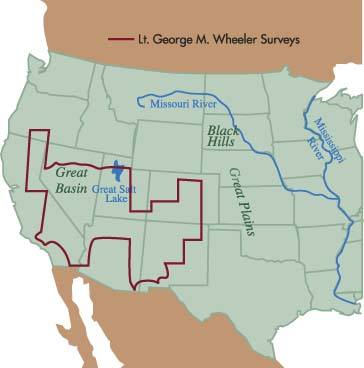 Lt. George M. Wheeler Surveys
Missouri River
Mississippi
River
Black
Hills
Great
Basin
Great Salt
Lake
Great Plains